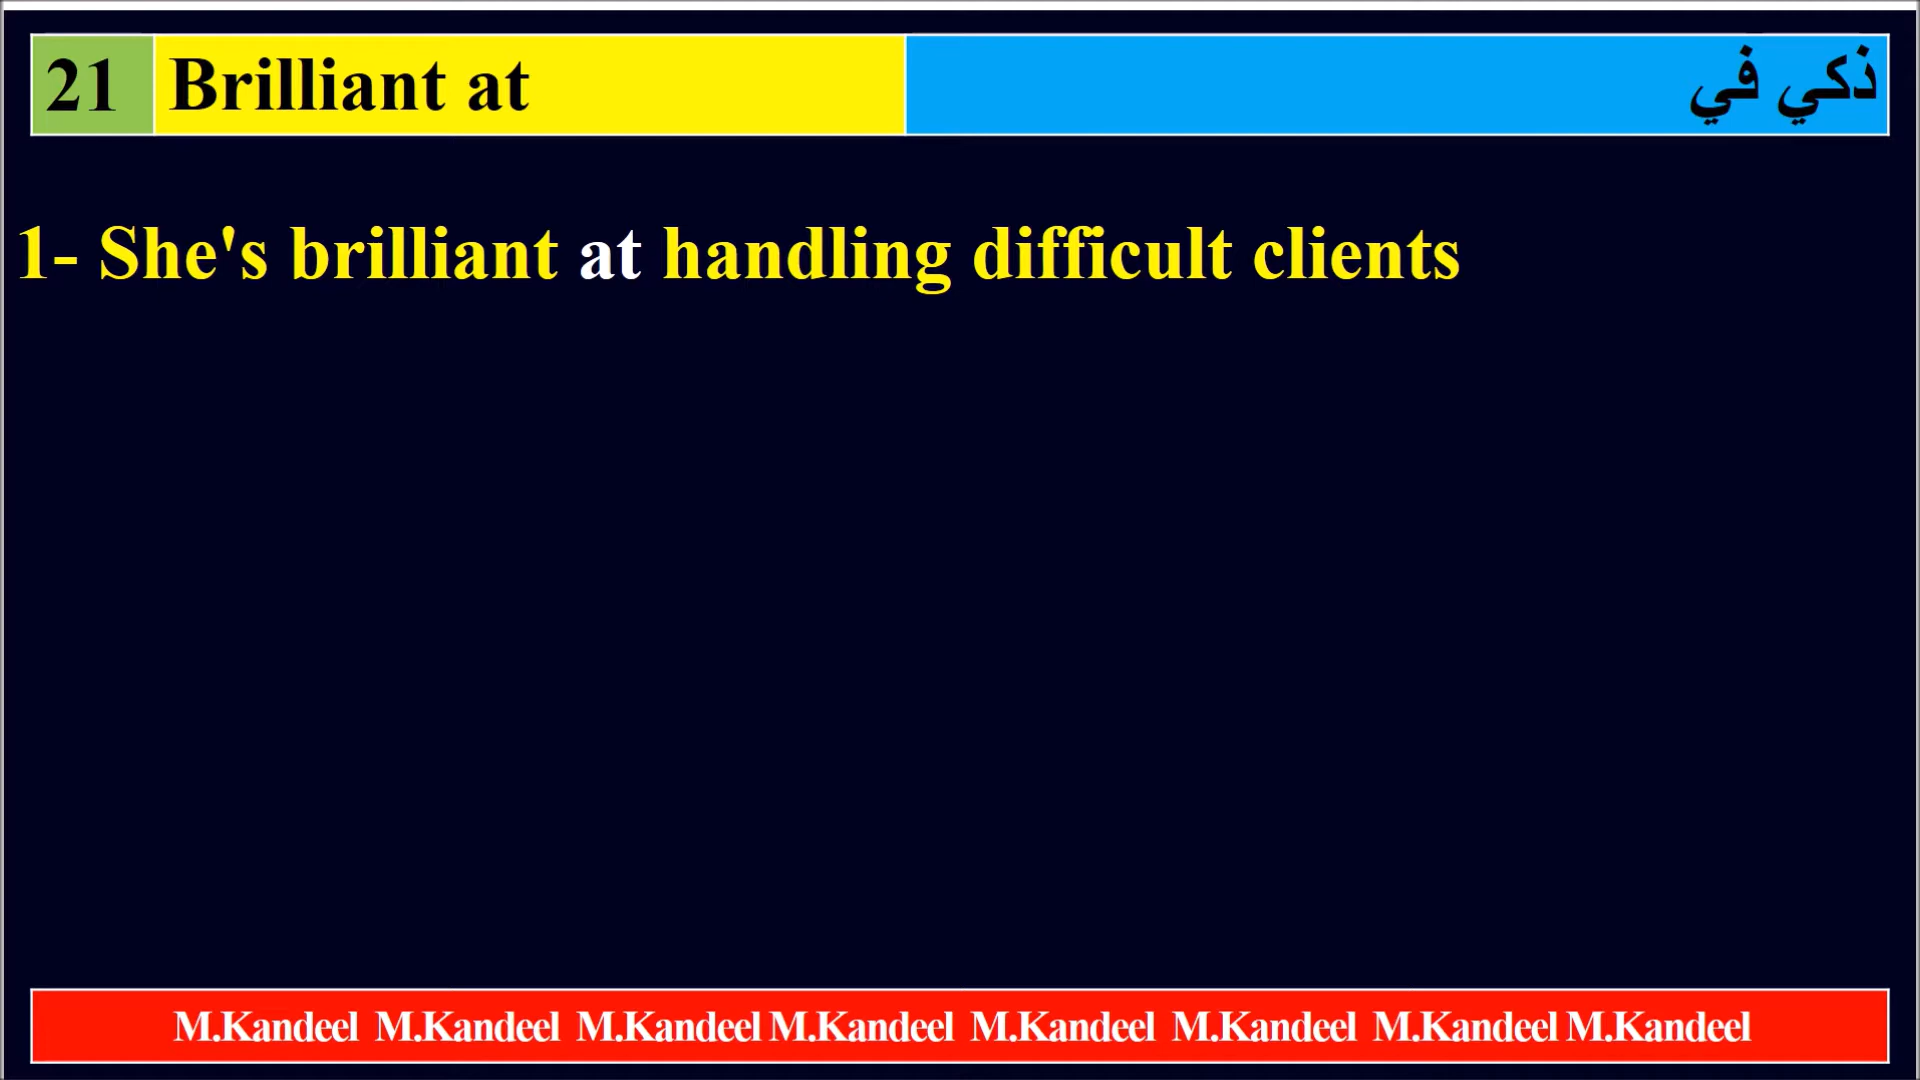 21 Brilliant at ذكي في
1- She's brilliant at handling difficult clients
M.Kandeel M.Kandeel M.Kandeel M.Kandeel M.Kandeel M.Kandeel M.Kandeel M.Kandeel